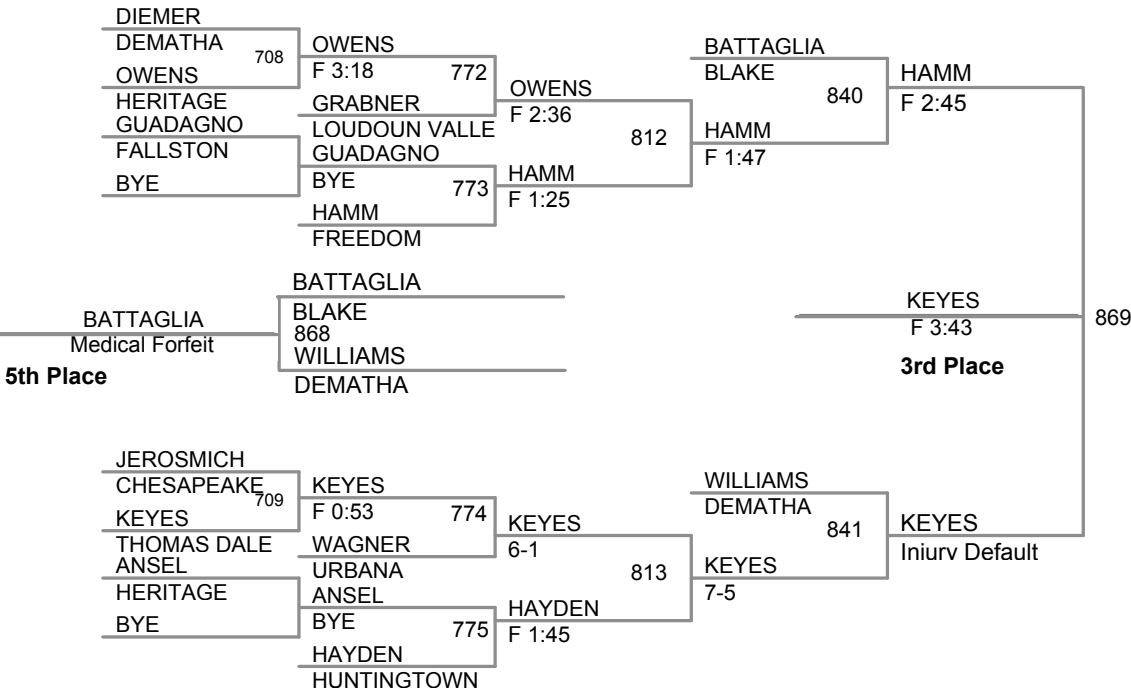 DIEMER
DEMATHA
708
OWENS
HERITAGE
GUADAGNO
FALLSTON
BYE
OWENS
F 3:18
772
GRABNER
LOUDOUN VALLE
GUADAGNO
BYE
773
HAMM
FREEDOM
OWENS
F 2:36
812
HAMM
F 1:25
BATTAGLIA
BLAKE
840
HAMM
F 1:47
HAMM
F 2:45
BATTAGLIA
BLAKE
868
WILLIAMS
DEMATHA
BATTAGLIA
Medical Forfeit
5th Place
KEYES
F 3:43
869
3rd Place
JEROSMICH
CHESAPEAKE
709
KEYES
THOMAS DALE
ANSEL
HERITAGE
BYE
KEYES
F 0:53
774
WAGNER
URBANA
ANSEL
BYE
775
HAYDEN
HUNTINGTOWN
KEYES
6-1
813
HAYDEN
F 1:45
WILLIAMS
DEMATHA
841
KEYES
7-5
KEYES
Iniurv Default